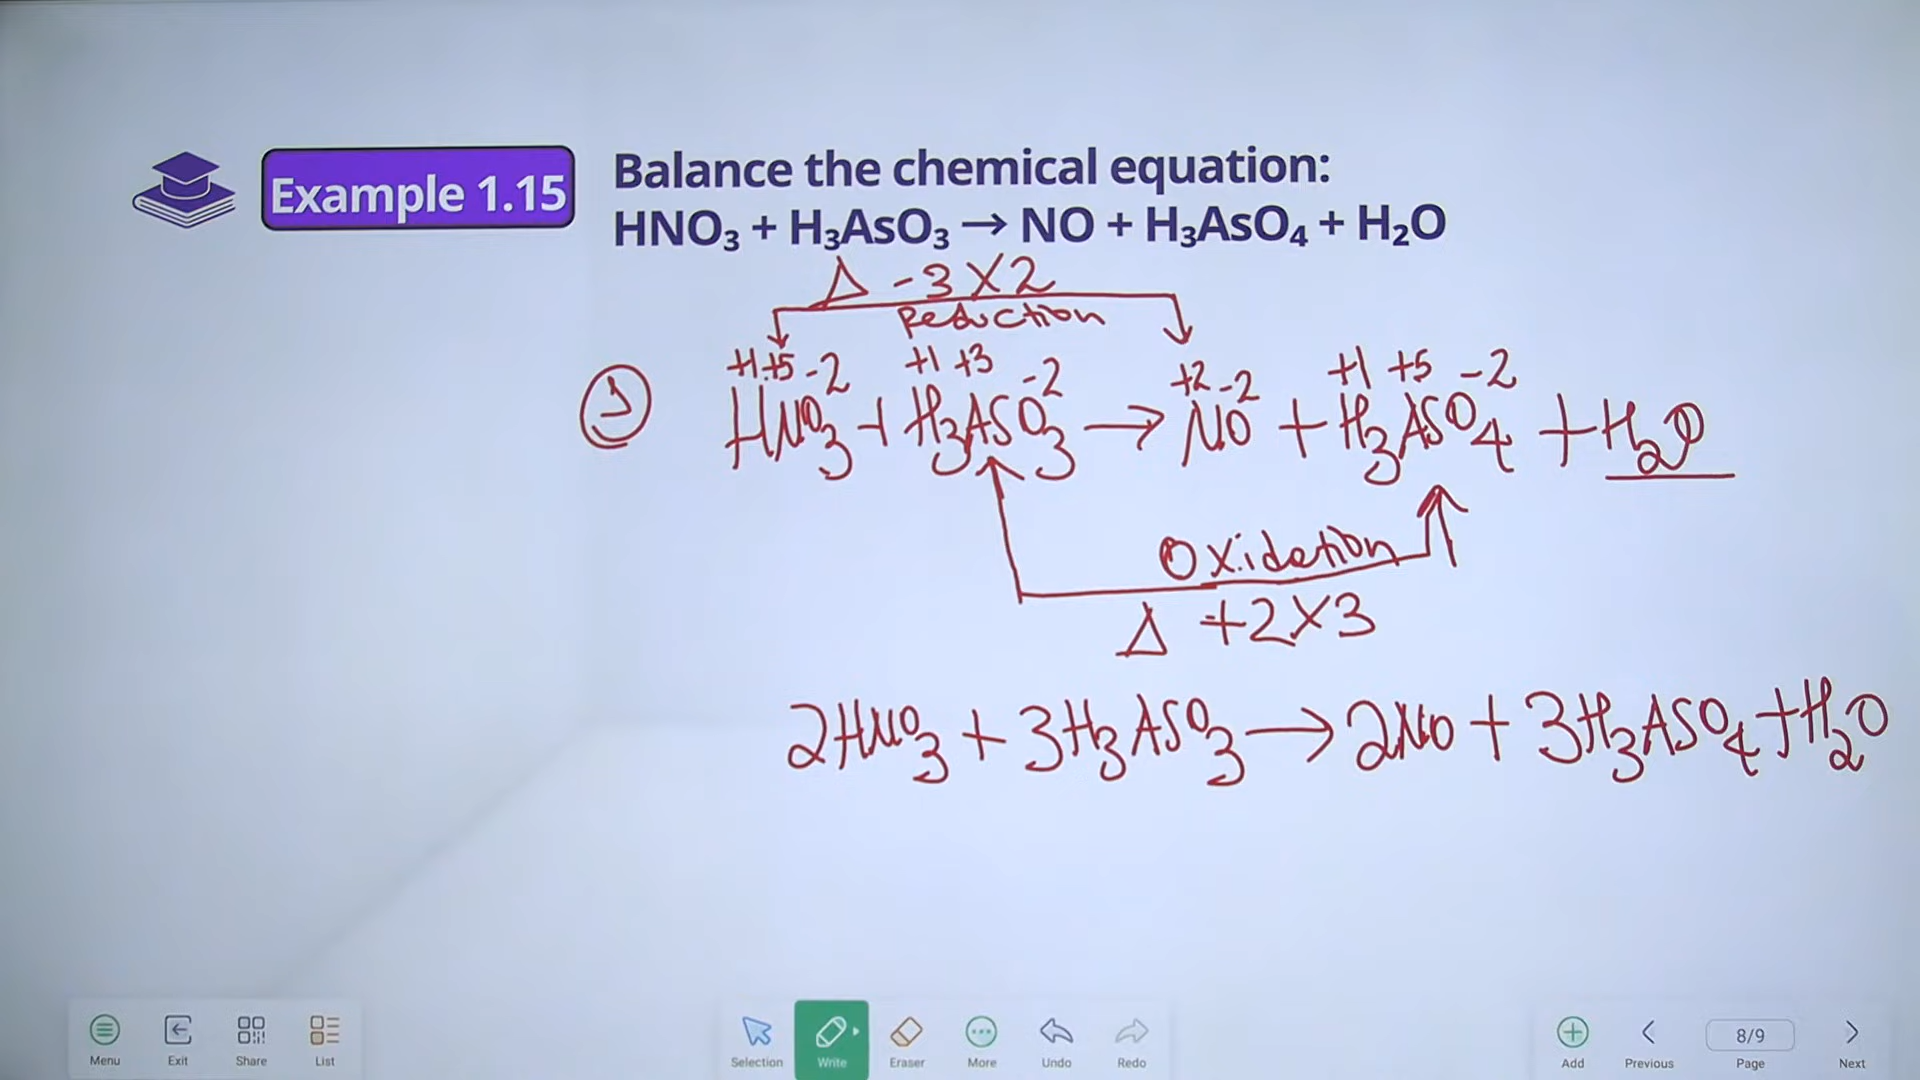 Example 1.15
Balance the chemical equation:
HNO₃ + H₃AsO₃ → NO + H₃AsO₄ + H₂O
Δ -3 X 2
Reduction
+1 +5 -2 +1 +3 -2 +2 -2 +1 +5 -2
1 HNO₃ + H₃ASO₃ → NO + H₃ASO₄ + H₂O
Oxidation
Δ +2 X 3
2HNO₃ + 3H₃ASO₃ → 2NO + 3H₃ASO₄ + H₂O
Menu Exit Share List Selection Write Eraser More Undo Redo Add Previous 8/9 Page Next